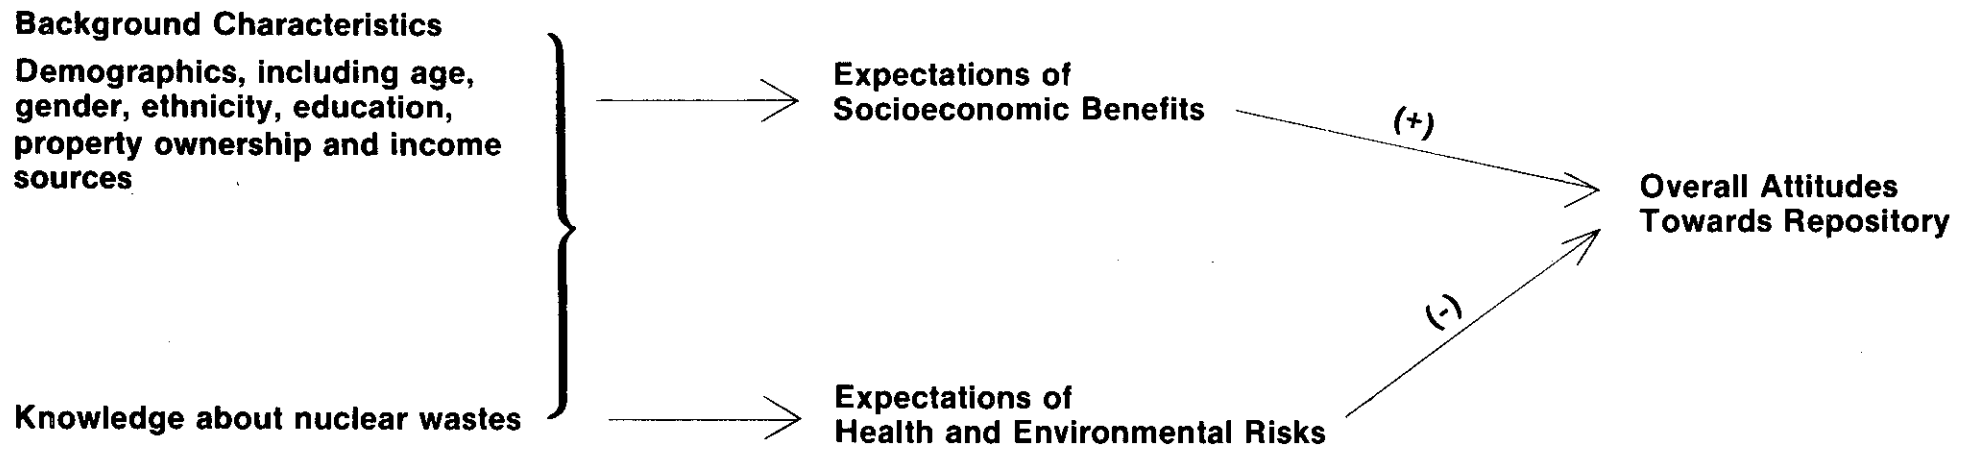 Background Characteristics
Demographics, including age,
gender, ethnicity, education,
property ownership and income
sources
Knowledge about nuclear wastes
Expectations of
Socioeconomic Benefits
Expectations of
Health and Environmental Risks
(+)
(-)
Overall Attitudes
Towards Repository